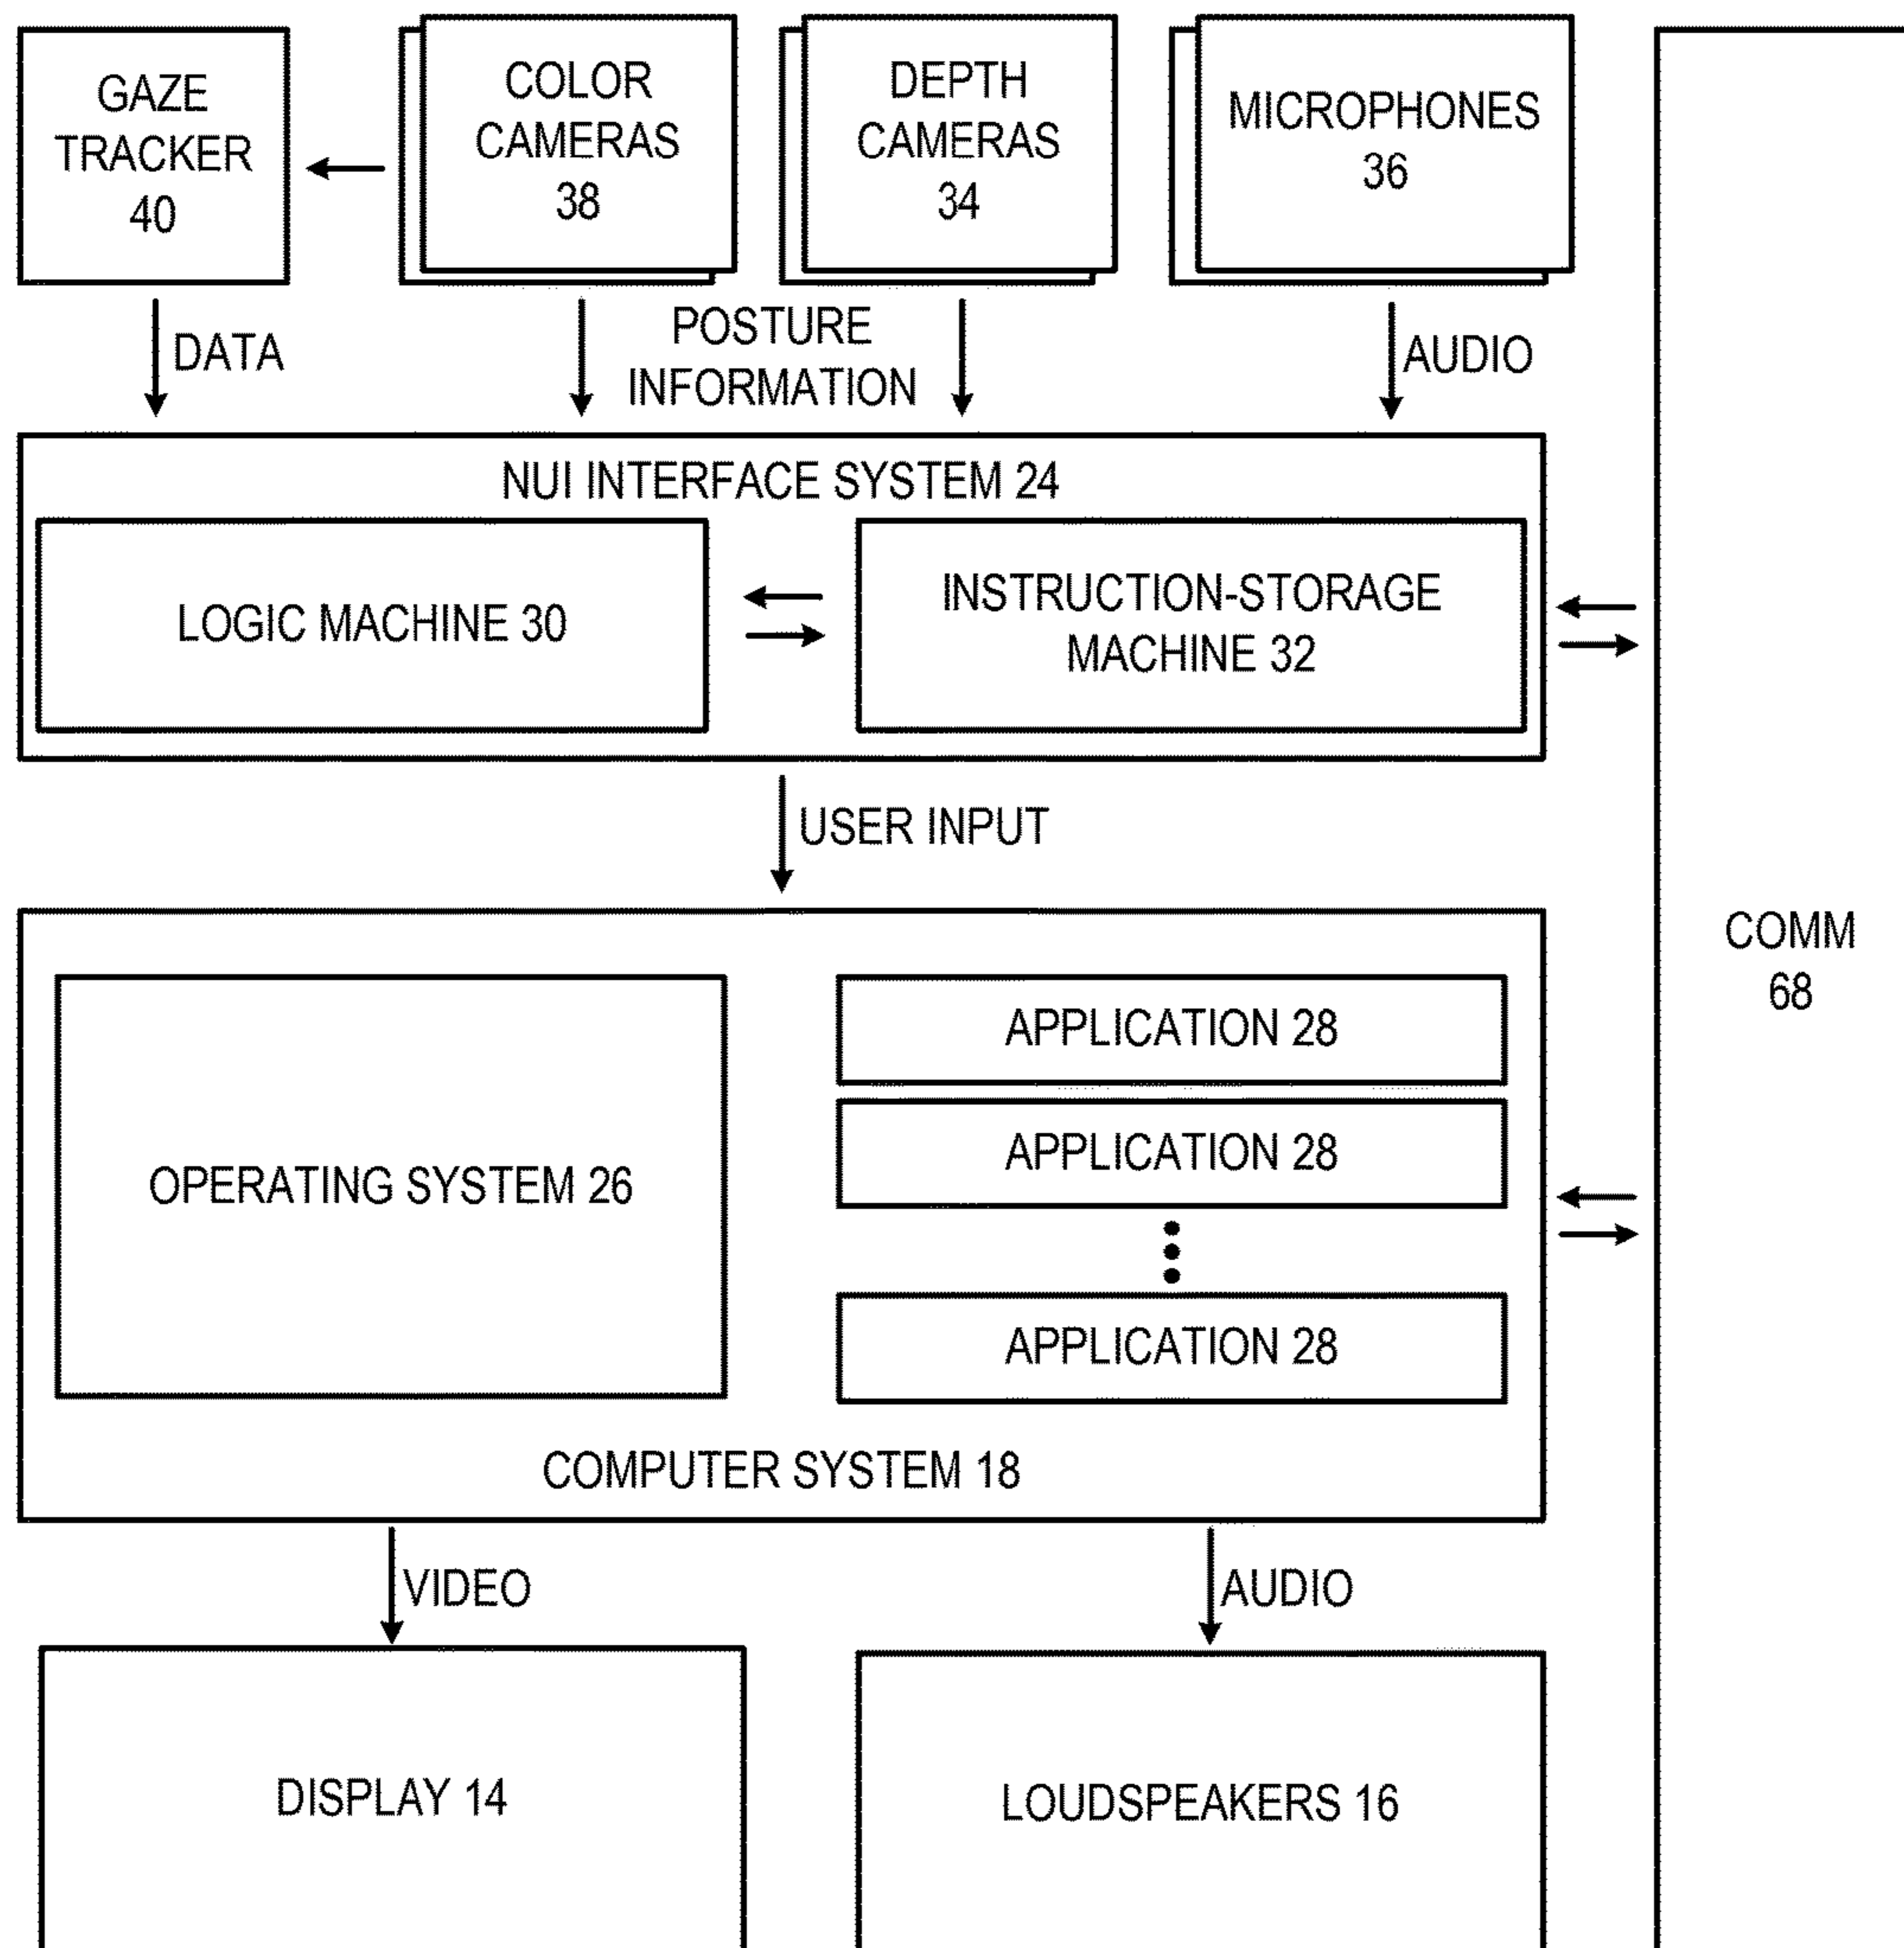 GAZE
TRACKER
40
COLOR
CAMERAS
38
DEPTH
CAMERAS
34
MICROPHONES
36
DATA
POSTURE
INFORMATION
AUDIO
NUI INTERFACE SYSTEM 24
LOGIC MACHINE 30
INSTRUCTION-STORAGE
MACHINE 32
USER INPUT
COMM
68
OPERATING SYSTEM 26
APPLICATION 28
APPLICATION 28
APPLICATION 28
COMPUTER SYSTEM 18
VIDEO
AUDIO
DISPLAY 14
LOUDSPEAKERS 16